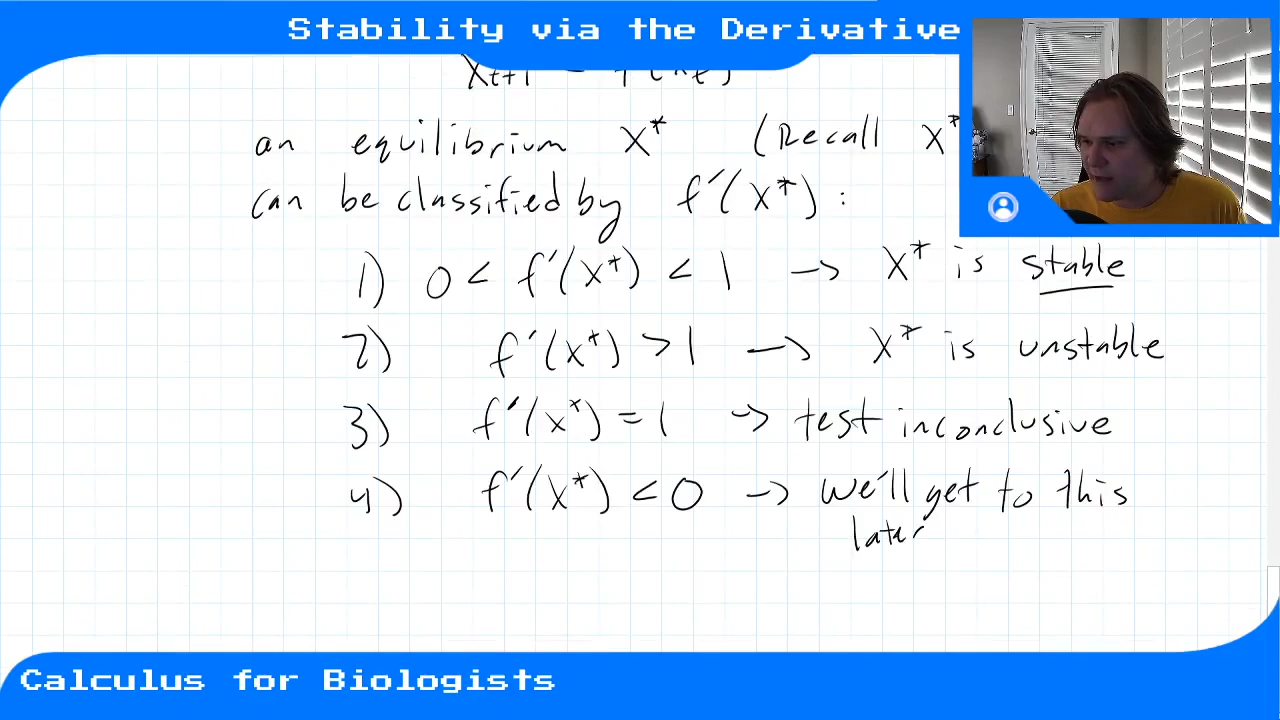 Stability via the Derivative
an equilibrium X* (Recall X*
can be classified by f'(X*):
1) 0 < f'(X*) < 1 → X* is stable
2) f'(X*) > 1 → X* is unstable
3) f'(X*) = 1 → test inconclusive
4) f'(X*) < 0 → We'll get to this
later
Calculus for Biologists